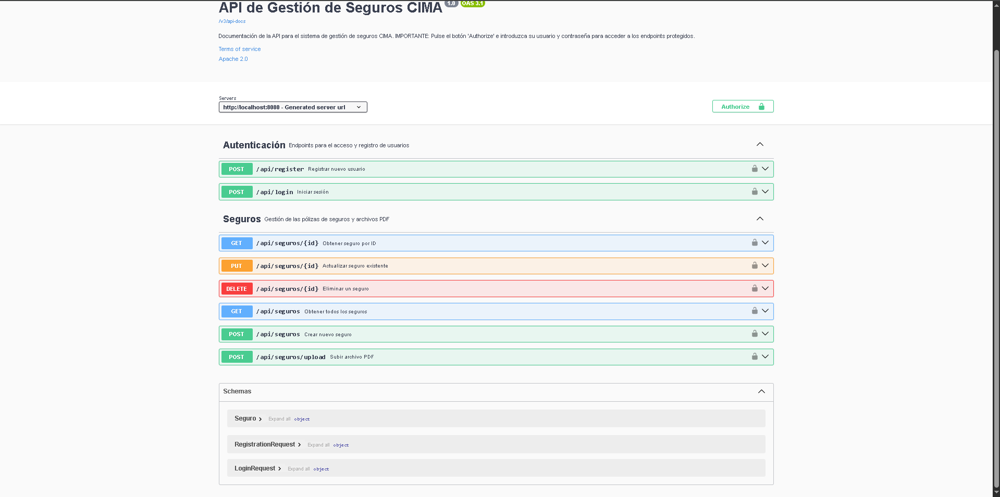 API de Gestión de Seguros CIMA 1.0 OAS 3.1
/v3/api-docs
Documentación de la API para el sistema de gestión de seguros CIMA. IMPORTANTE: Pulse el botón 'Authorize' e introduzca su usuario y contraseña para acceder a los endpoints protegidos.
Terms of service
Apache 2.0
Servers
http://localhost:8080 - Generated server url
Authorize
Autenticación Endpoints para el acceso y registro de usuarios
POST /api/register Registrar nuevo usuario
POST /api/login Iniciar sesión
Seguros Gestión de las pólizas de seguros y archivos PDF
GET /api/seguros/{id} Obtener seguro por ID
PUT /api/seguros/{id} Actualizar seguro existente
DELETE /api/seguros/{id} Eliminar un seguro
GET /api/seguros Obtener todos los seguros
POST /api/seguros Crear nuevo seguro
POST /api/seguros/upload Subir archivo PDF
Schemas
Seguro Expand all object
RegistrationRequest Expand all object
LoginRequest Expand all object